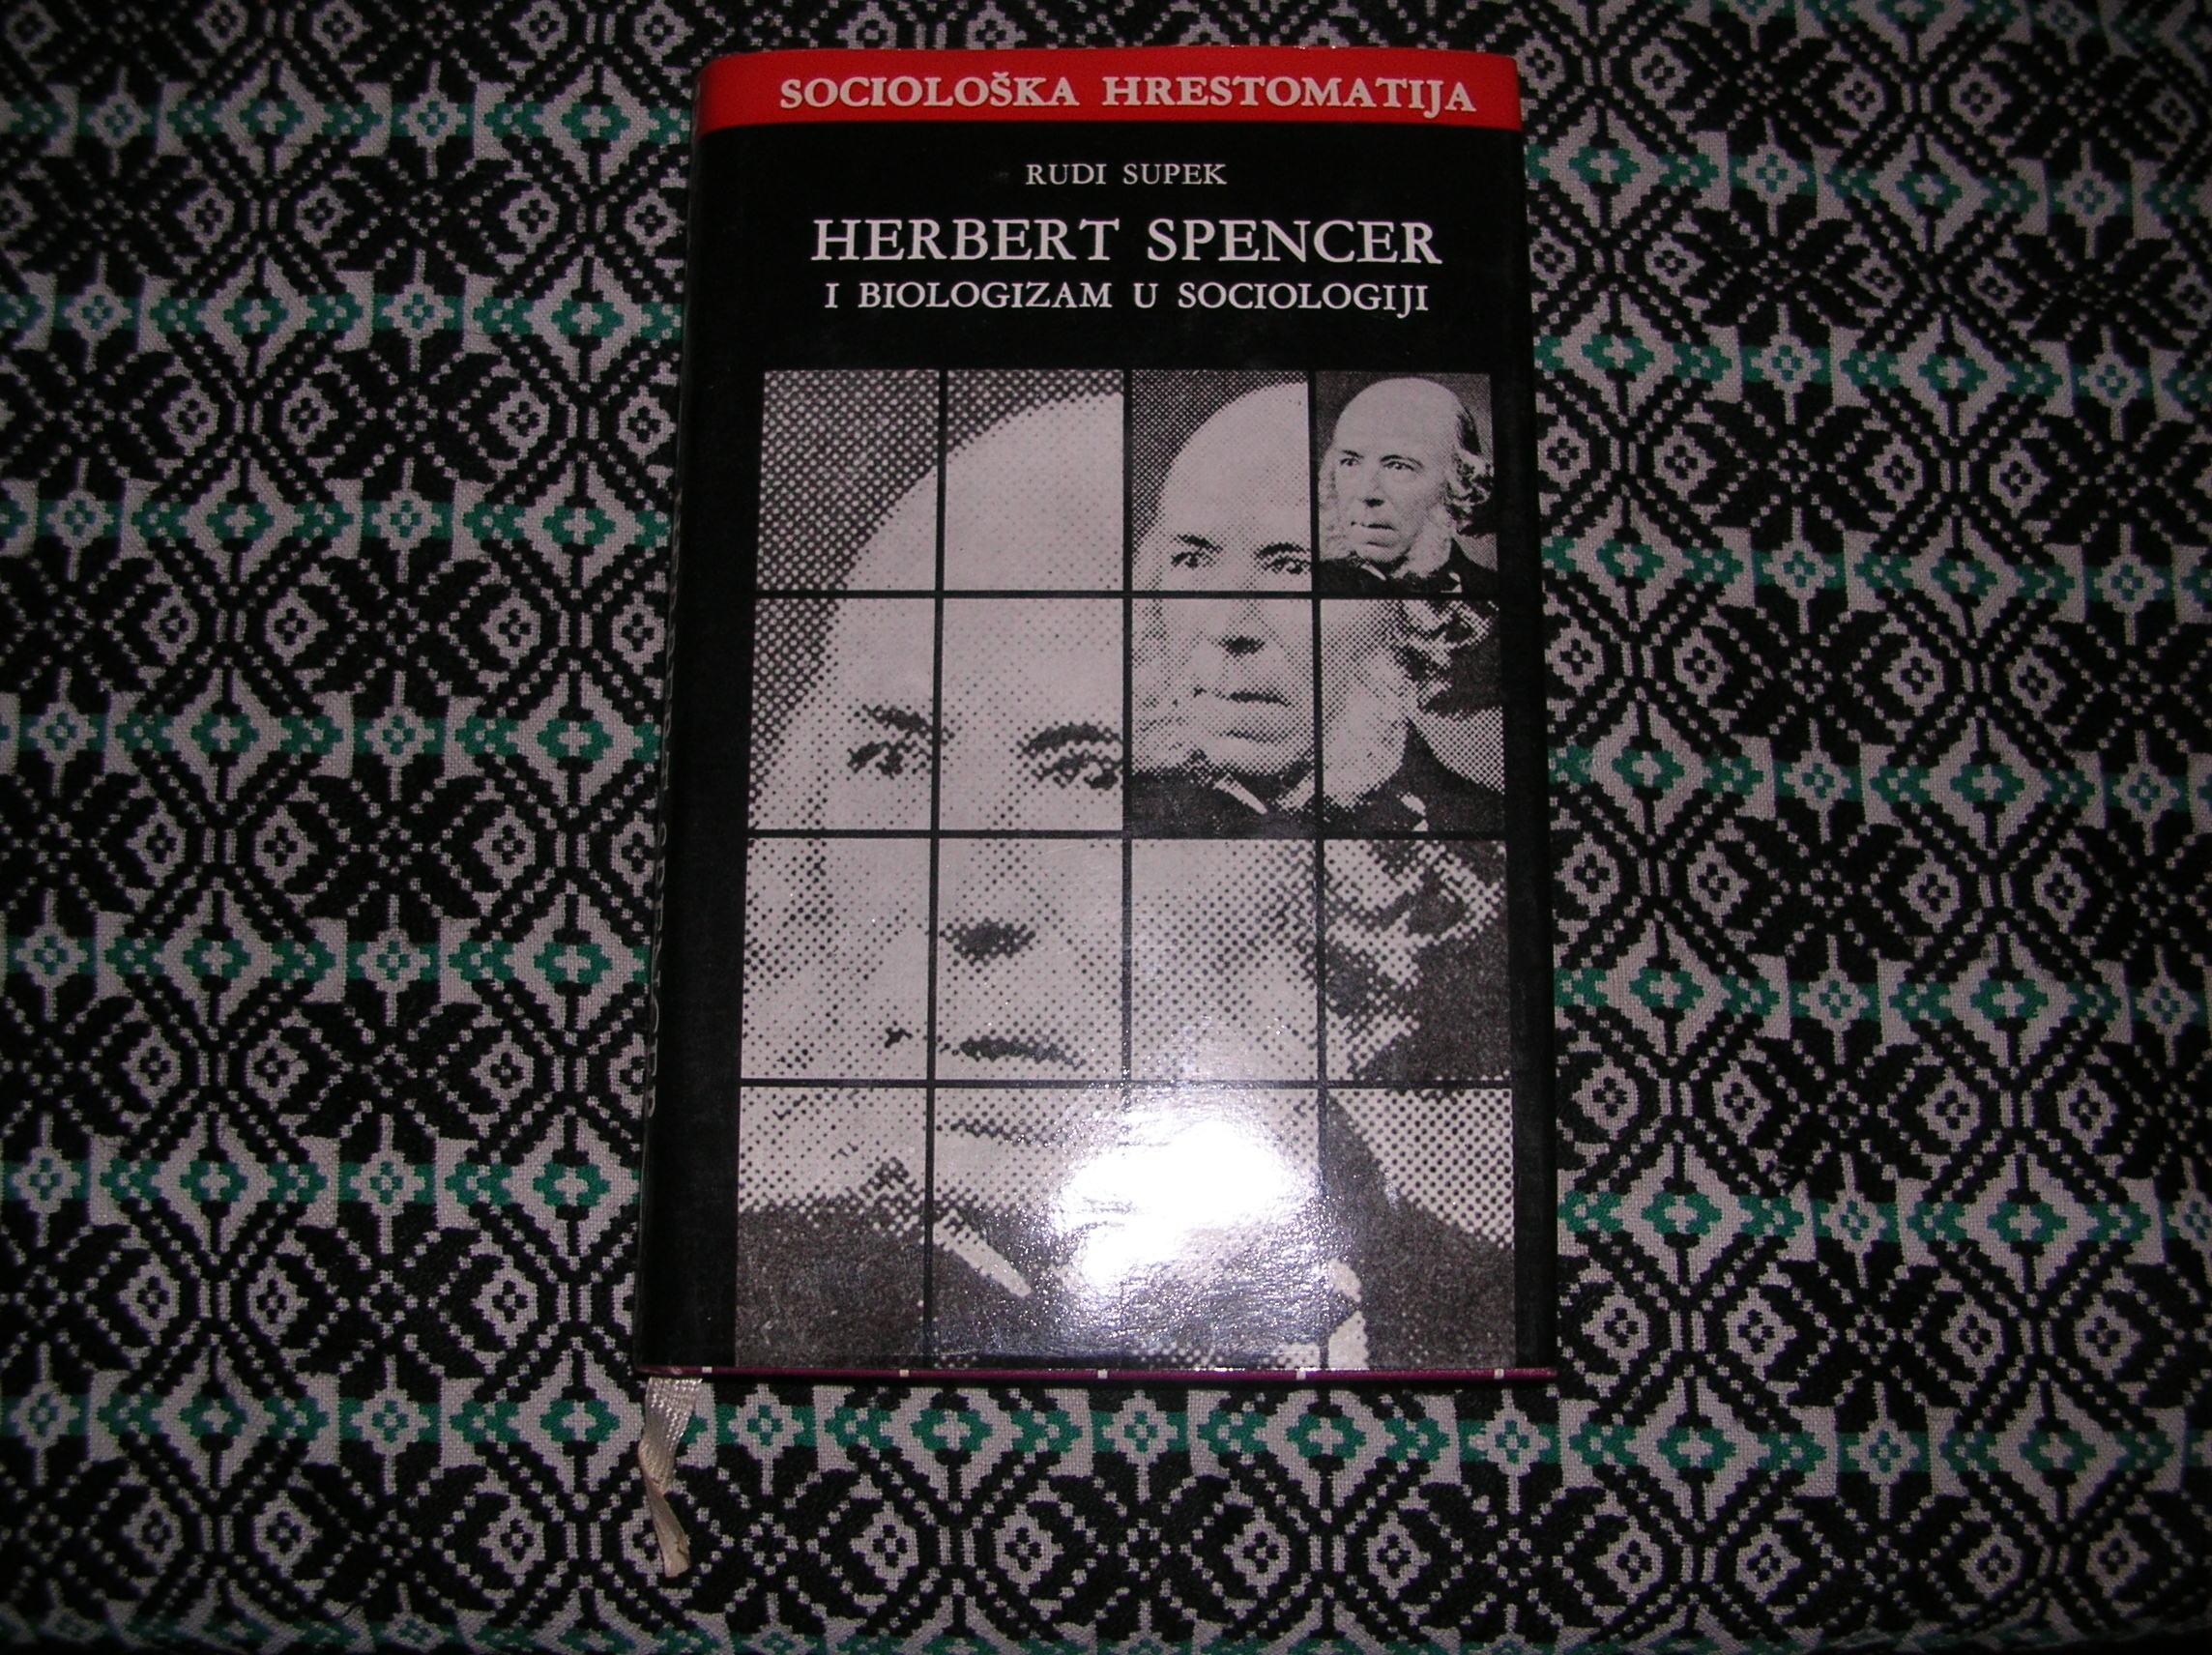 SOCIOLOŠKA HRESTOMATIJA
RUDI SUPEK
HERBERT SPENCER
I BIOLOGIZAM U SOCIOLOGIJI